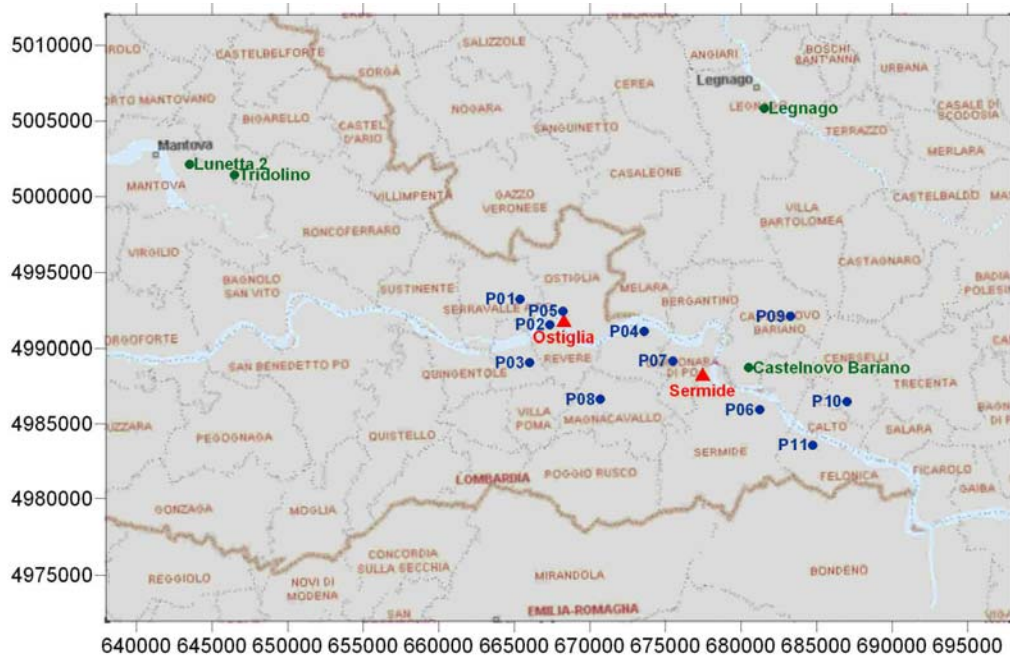 5010000
5005000
5000000
4995000
4990000
4985000
4980000
4975000
640000 645000 650000 655000 660000 665000 670000 675000 680000 685000 690000 695000
CASTELBELFORTE
SALIZZOLE
ANGIARI
BOSCHI
SANT'ANNA
SORGÀ
CEREA
Legnago
URBANA
ORTO MANTOVANO
BIGARELLO
NOGARA
Legnago
CASALE DI
SCODOSIA
CASTEL
D'ARIO
SANGUINETTO
TERRAZZO
Mantova
Lunetta 2
Tridolino
MERLARA
MANTOVA
VILLIMPENTA
GAZZO
VERONESE
CASALEONE
CASTELBALDO
VILLA
BARTOLOMEA
RONCOFERRARO
VIRGILIO
CASTAGNARO
BAGNOLO
SAN VITO
SUSTINENTE
OSTIGLIA
MELARA
BERGANTINO
P01
SERRAVALLE
P05
P02
Ostiglia
P04
P09
BARIANO
ORGOFORTE
SAN BENEDETTO PO
QUINGENTOLE
P03
REVERE
P07
DI PO
Castelnovo Bariano
CENESELLI
TRECENTA
Sermide
P08
VILLA
POMA
MAGNACAVALLO
P06
P10
CALTO
SALARA
UZZARA
PEGOGNAGA
QUISTELLO
SERMIDE
P11
LOMBARDIA
POGGIO RUSCO
FELONICA
FICAROLO
GAIBA
GONZAGA
MOGLIA
CONCORDIA
SULLA SECCHIA
REGGIOLO
NOVI DI
MODENA
MIRANDOLA
BONDENO
SAN
EMILIA-ROMAGNA